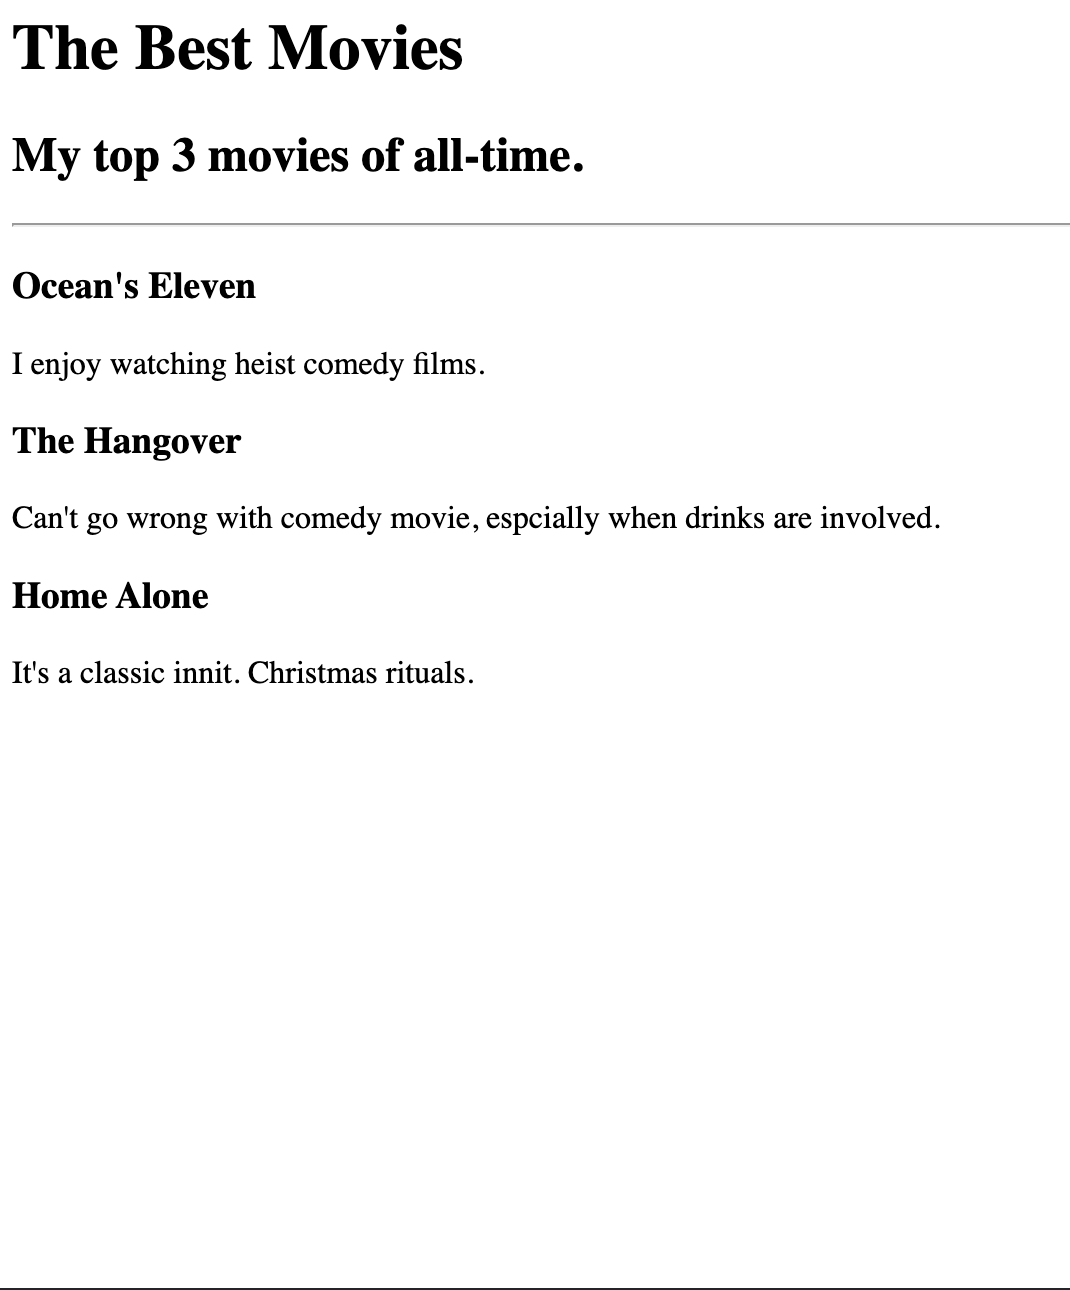 The Best Movies
My top 3 movies of all-time.
Ocean's Eleven
I enjoy watching heist comedy films.
The Hangover
Can't go wrong with comedy movie, espcially when drinks are involved.
Home Alone
It's a classic innit. Christmas rituals.